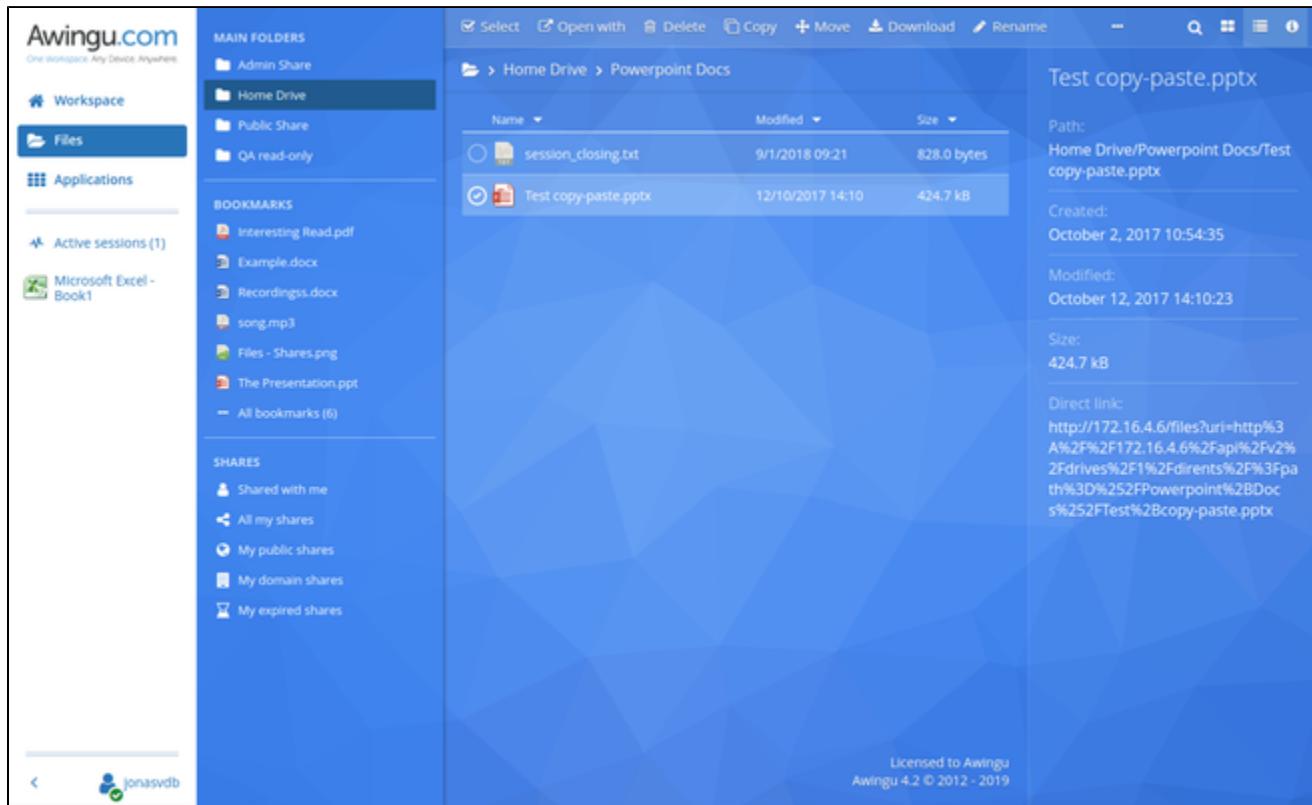 Awingu.com
One Workspace. Any Device. Anywhere.
Workspace
Files
Applications
Active sessions (1)
Microsoft Excel -
Book1
jonasvdb
MAIN FOLDERS
Admin Share
Home Drive
Public Share
QA read-only
BOOKMARKS
Interesting Read.pdf
Example.docx
Recordingss.docx
song.mp3
Files - Shares.png
The Presentation.ppt
All bookmarks (6)
SHARES
Shared with me
All my shares
My public shares
My domain shares
My expired shares
Select Open with Delete Copy Move Download Rename
> Home Drive > Powerpoint Docs
Name Modified Size
session_closing.txt 9/1/2018 09:21 828.0 bytes
Test copy-paste.pptx 12/10/2017 14:10 424.7 kB
Licensed to Awingu
Awingu 4.2 © 2012 - 2019
Test copy-paste.pptx
Path:
Home Drive/Powerpoint Docs/Test
copy-paste.pptx
Created:
October 2, 2017 10:54:35
Modified:
October 12, 2017 14:10:23
Size:
424.7 kB
Direct link:
http://172.16.4.6/files?uri=http%3
A%2F%2F172.16.4.6%2Fapi%2Fv2%
2Fdrives%2F1%2Fdirents%2F%3Fpa
th%3D%252FPowerpoint%2BDoc
s%252FTest%2Bcopy-paste.pptx